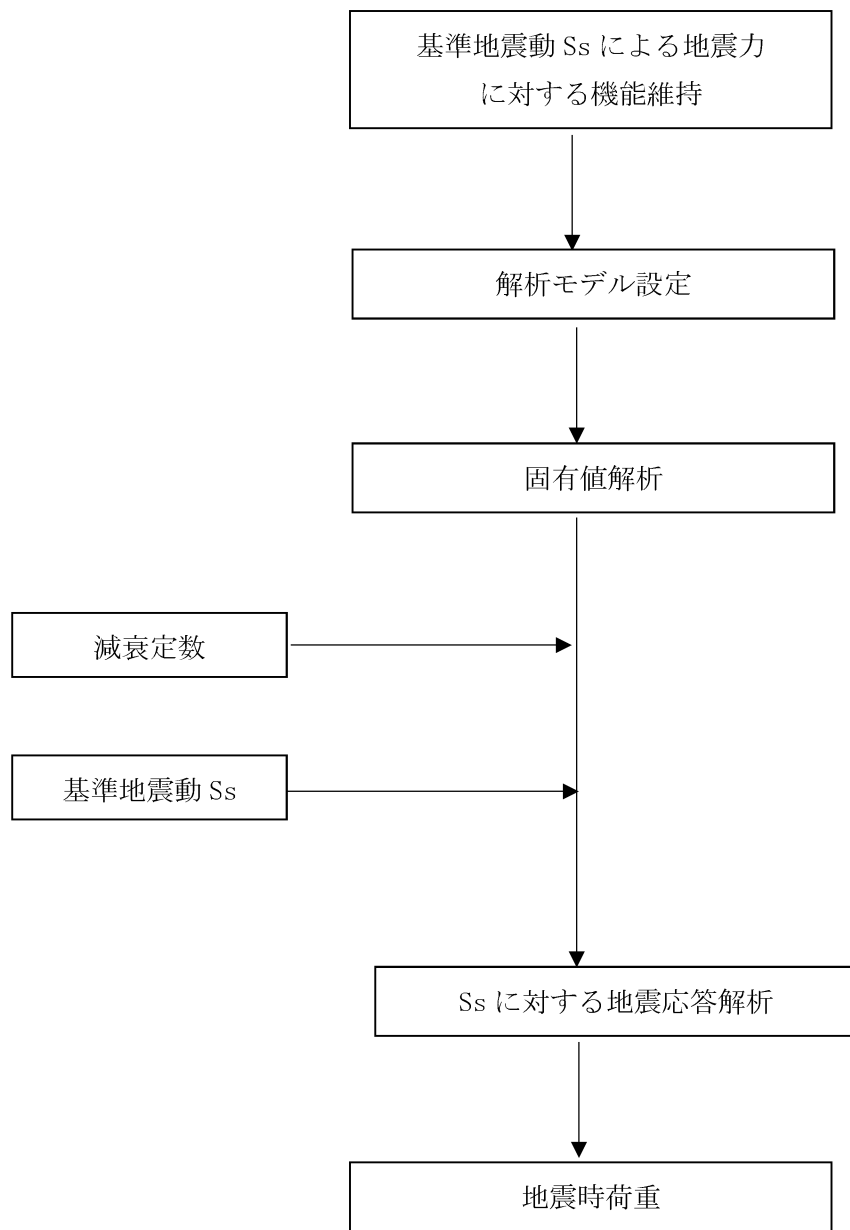 基準地震動 Ss による地震力
に対する機能維持
解析モデル設定
固有値解析
減衰定数
基準地震動 Ss
Ss に対する地震応答解析
地震時荷重